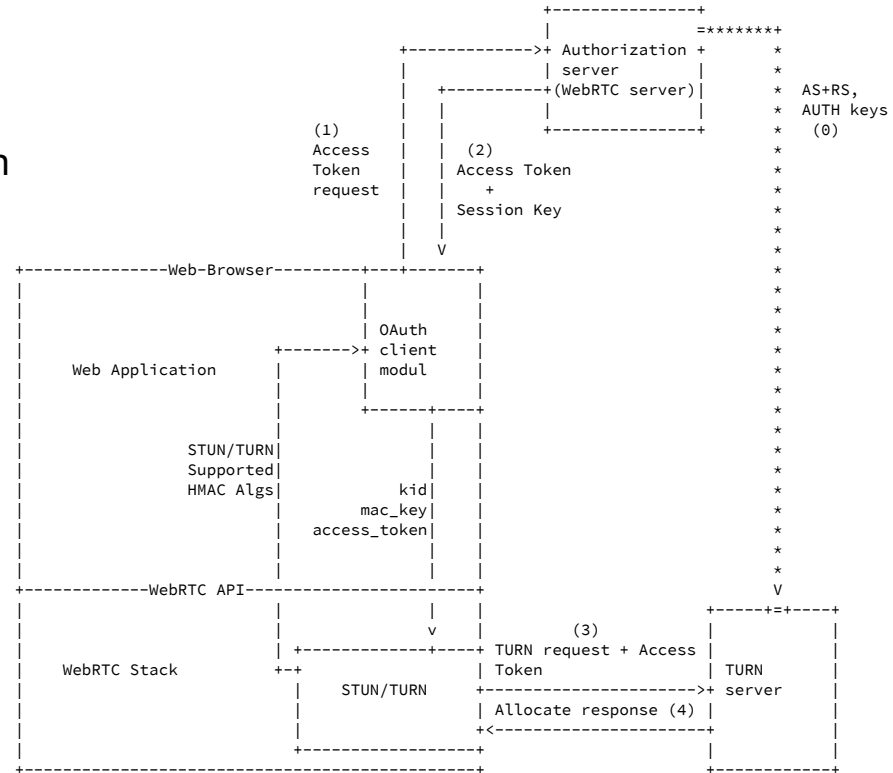 =*******+
Authorization
server
(WebRTC server)
AS+RS,
AUTH keys
(0)
(1)
Access
Token
request
(2)
Access Token
+
Session Key
Web-Browser
OAuth
client
modul
Web Application
STUN/TURN
Supported
HMAC Algs
kid
mac_key
access_token
WebRTC API
(3)
TURN request + Access
Token
WebRTC Stack
STUN/TURN
TURN
server
Allocate response (4)